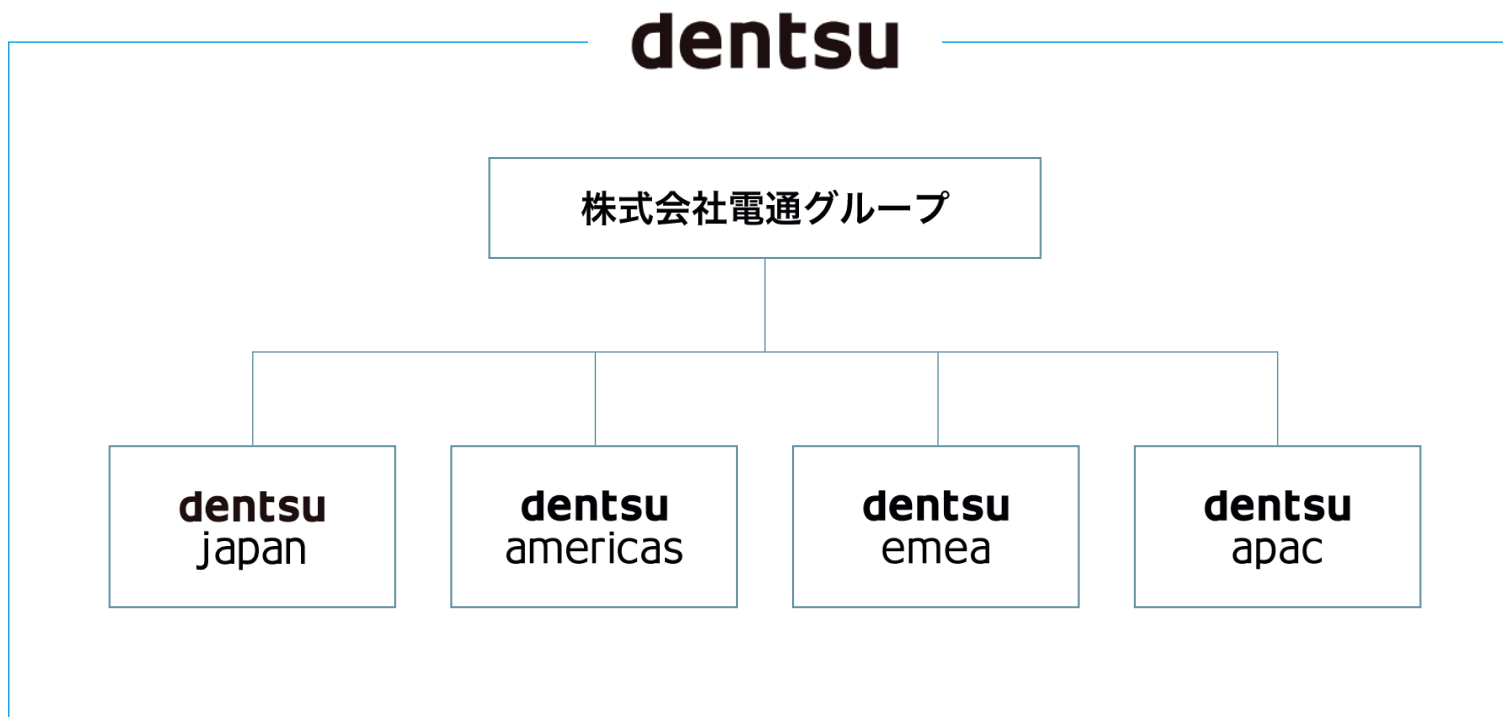 dentsu
株式会社電通グループ
dentsu
japan
dentsu
americas
dentsu
emea
dentsu
apac